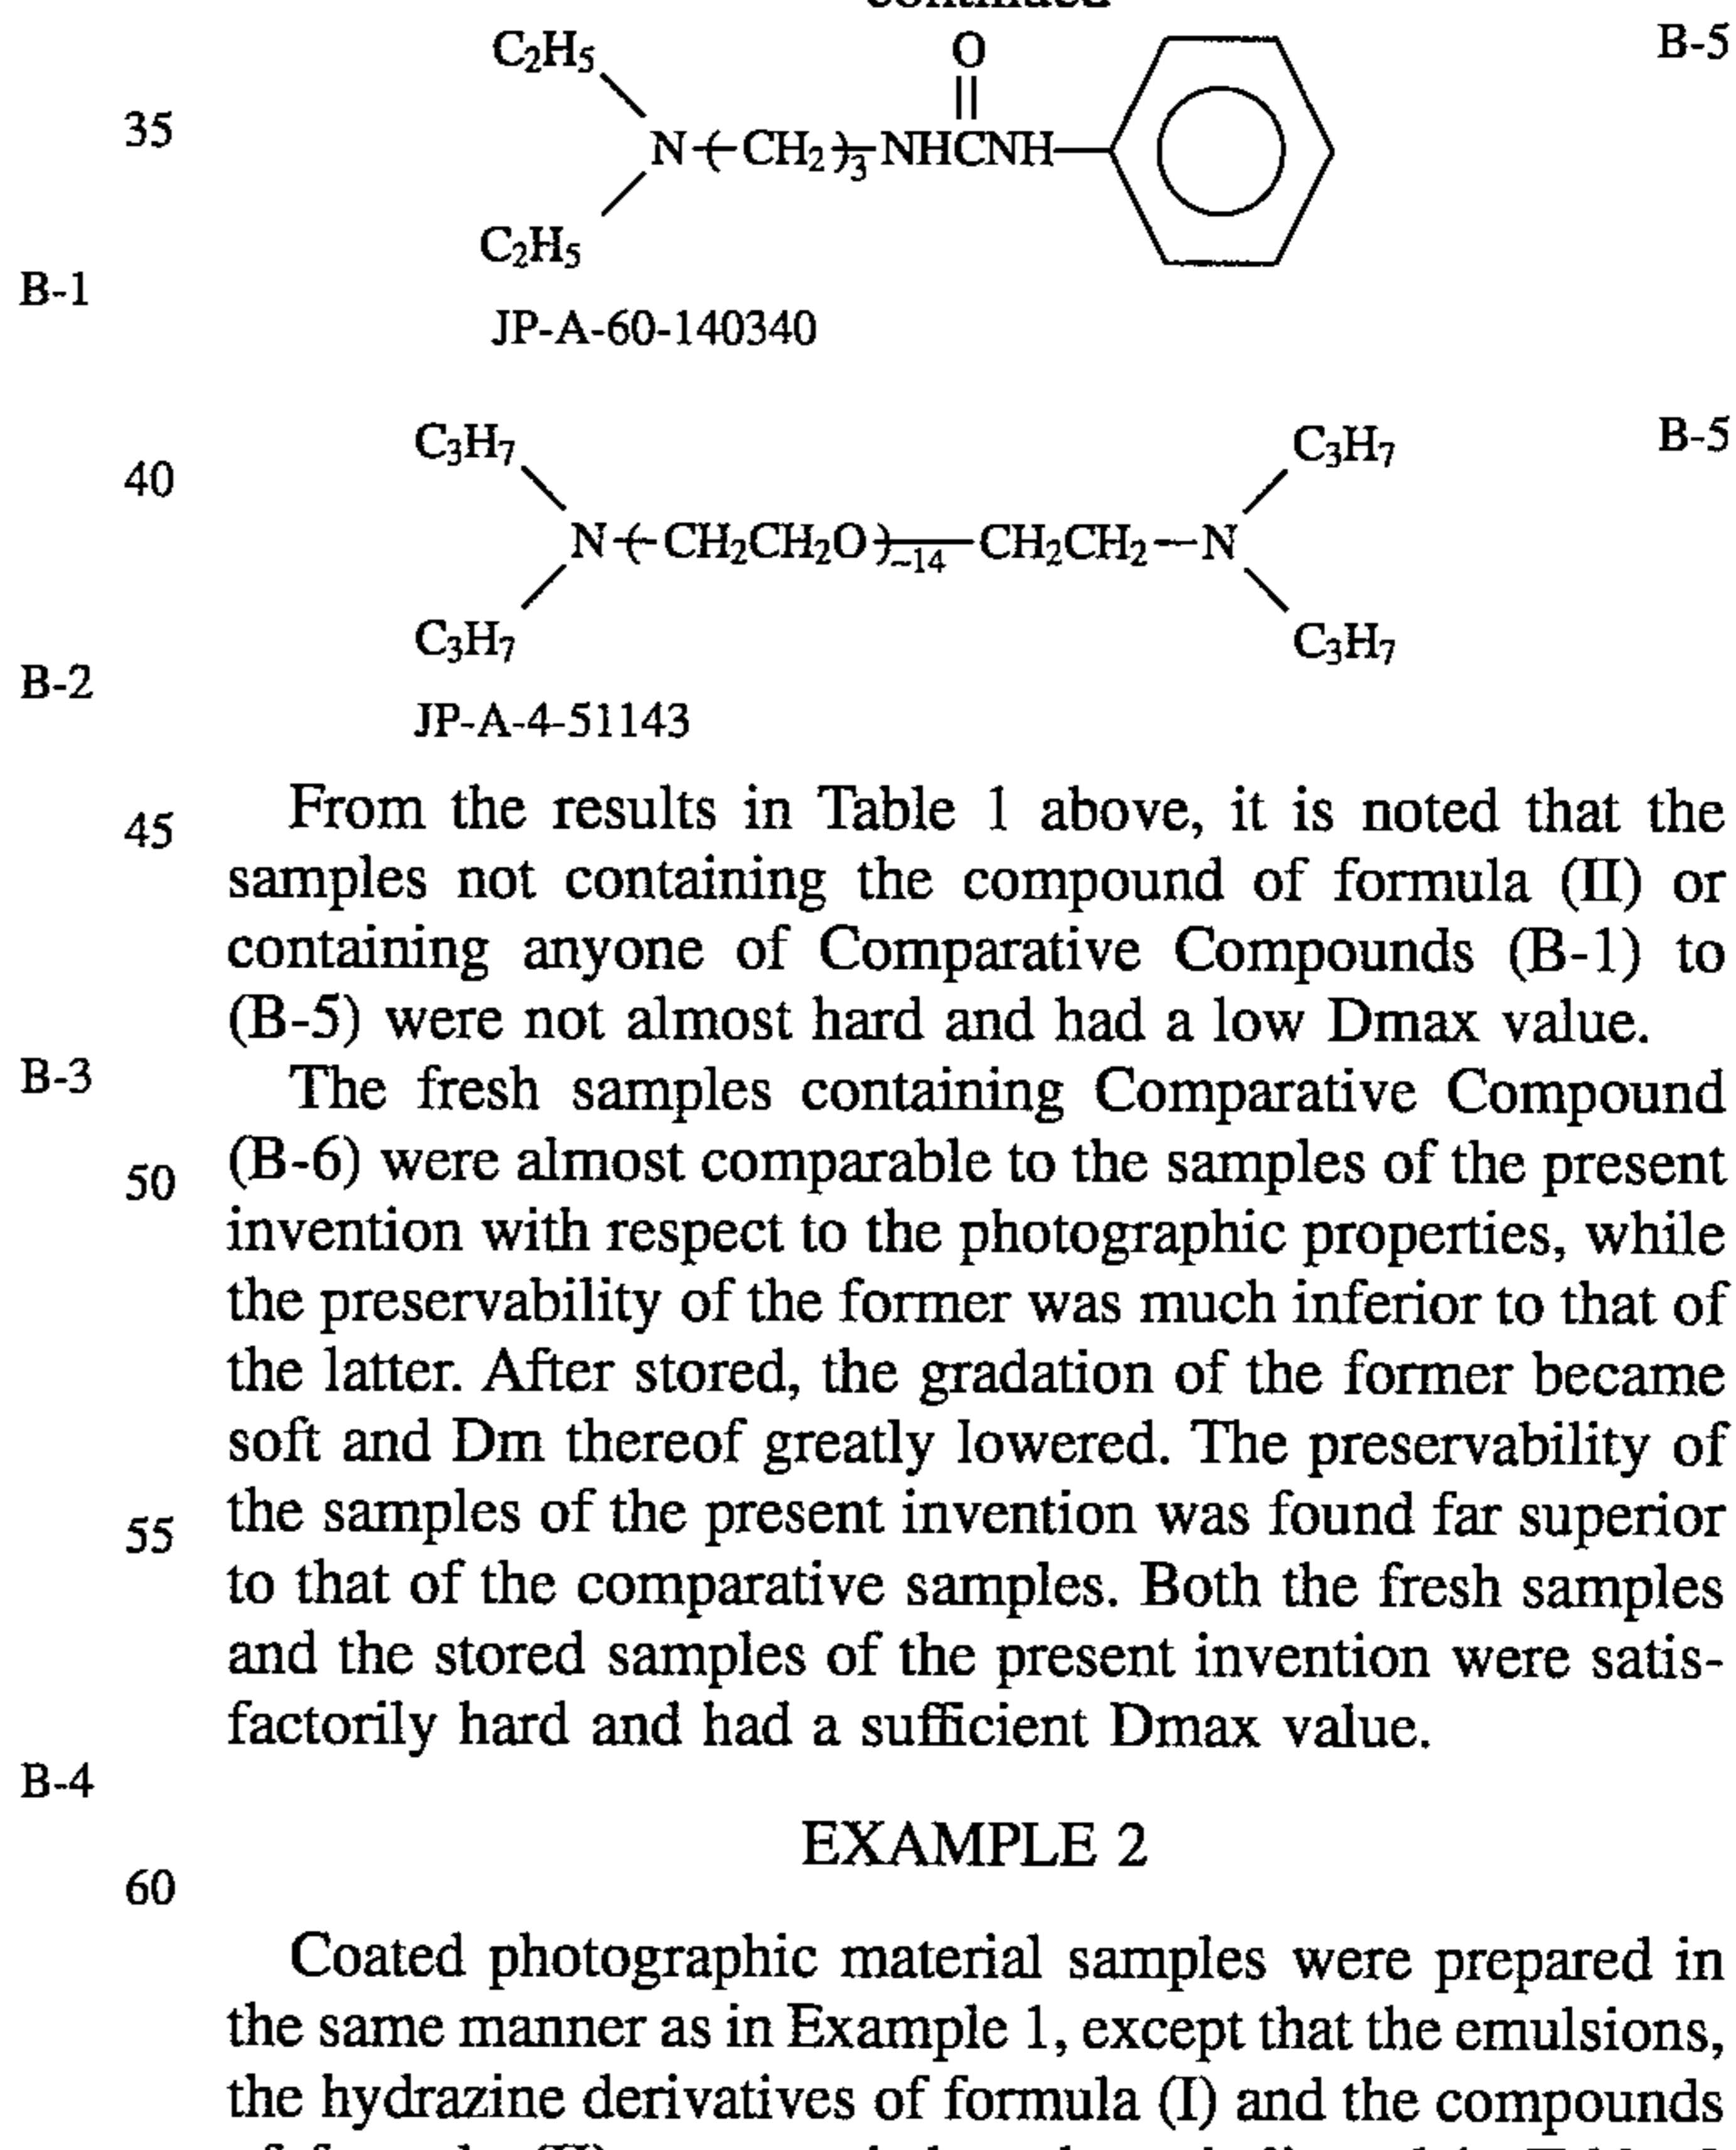 continued
C2H5 O B-5
35
N-(-CH2-)3-NHCNH-
C2H5
B-1
JP-A-60-140340
C3H7 C3H7 B-5
40
N-(-CH2CH2O-)~14-CH2CH2-N
C3H7 C3H7
B-2
JP-A-4-51143
45 From the results in Table 1 above, it is noted that the
samples not containing the compound of formula (II) or
containing anyone of Comparative Compounds (B-1) to
(B-5) were not almost hard and had a low Dmax value.
B-3 The fresh samples containing Comparative Compound
50 (B-6) were almost comparable to the samples of the present
invention with respect to the photographic properties, while
the preservability of the former was much inferior to that of
the latter. After stored, the gradation of the former became
soft and Dm thereof greatly lowered. The preservability of
55 the samples of the present invention was found far superior
to that of the comparative samples. Both the fresh samples
and the stored samples of the present invention were satis-
factorily hard and had a sufficient Dmax value.
B-4
EXAMPLE 2
60
Coated photographic material samples were prepared in
the same manner as in Example 1, except that the emulsions,
the hydrazine derivatives of formula (I) and the compounds